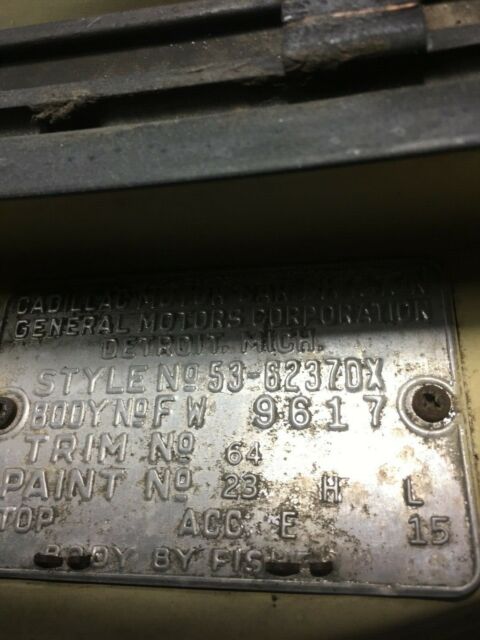 CADILLAC MOTOR CAR DIVISION
GENERAL MOTORS CORPORATION
DETROIT, MICH.
STYLE Nº 53-6237DX
BODY Nº FW 9617
TRIM Nº 64
PAINT Nº 23 H L
TOP ACC E 15
BODY BY FISHER